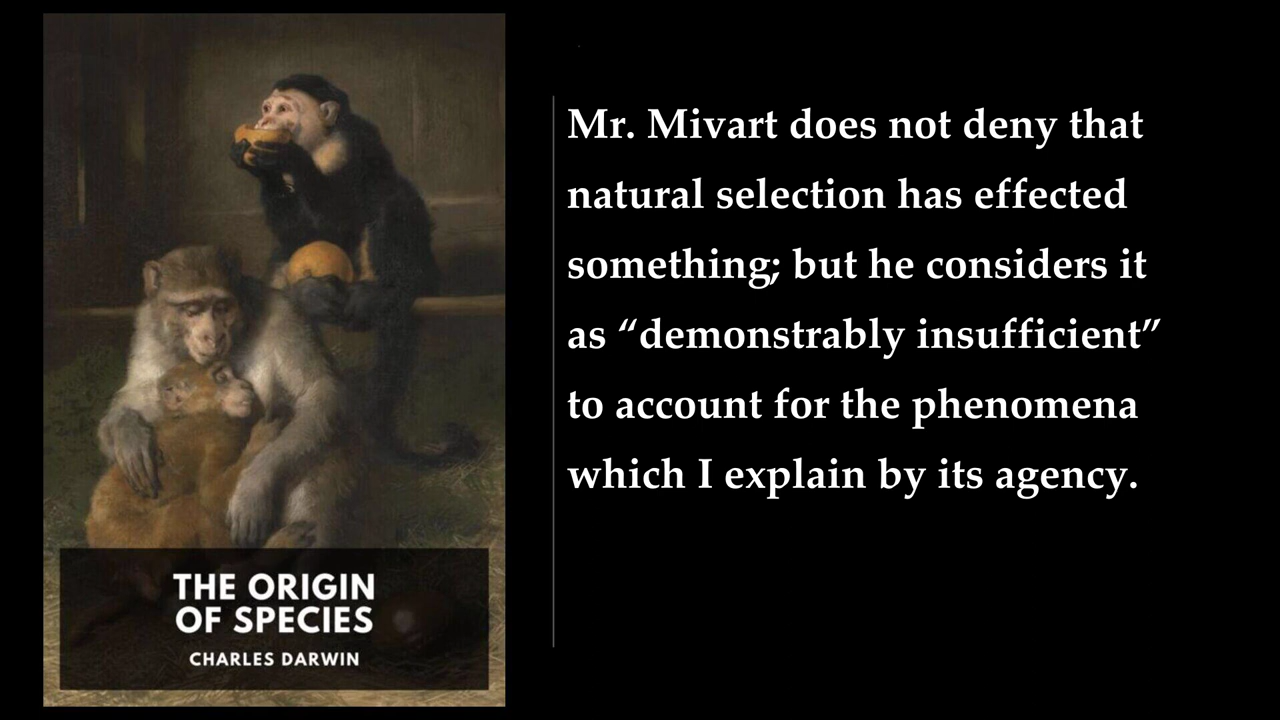 THE ORIGIN
OF SPECIES
CHARLES DARWIN
Mr. Mivart does not deny that
natural selection has effected
something; but he considers it
as “demonstrably insufficient”
to account for the phenomena
which I explain by its agency.